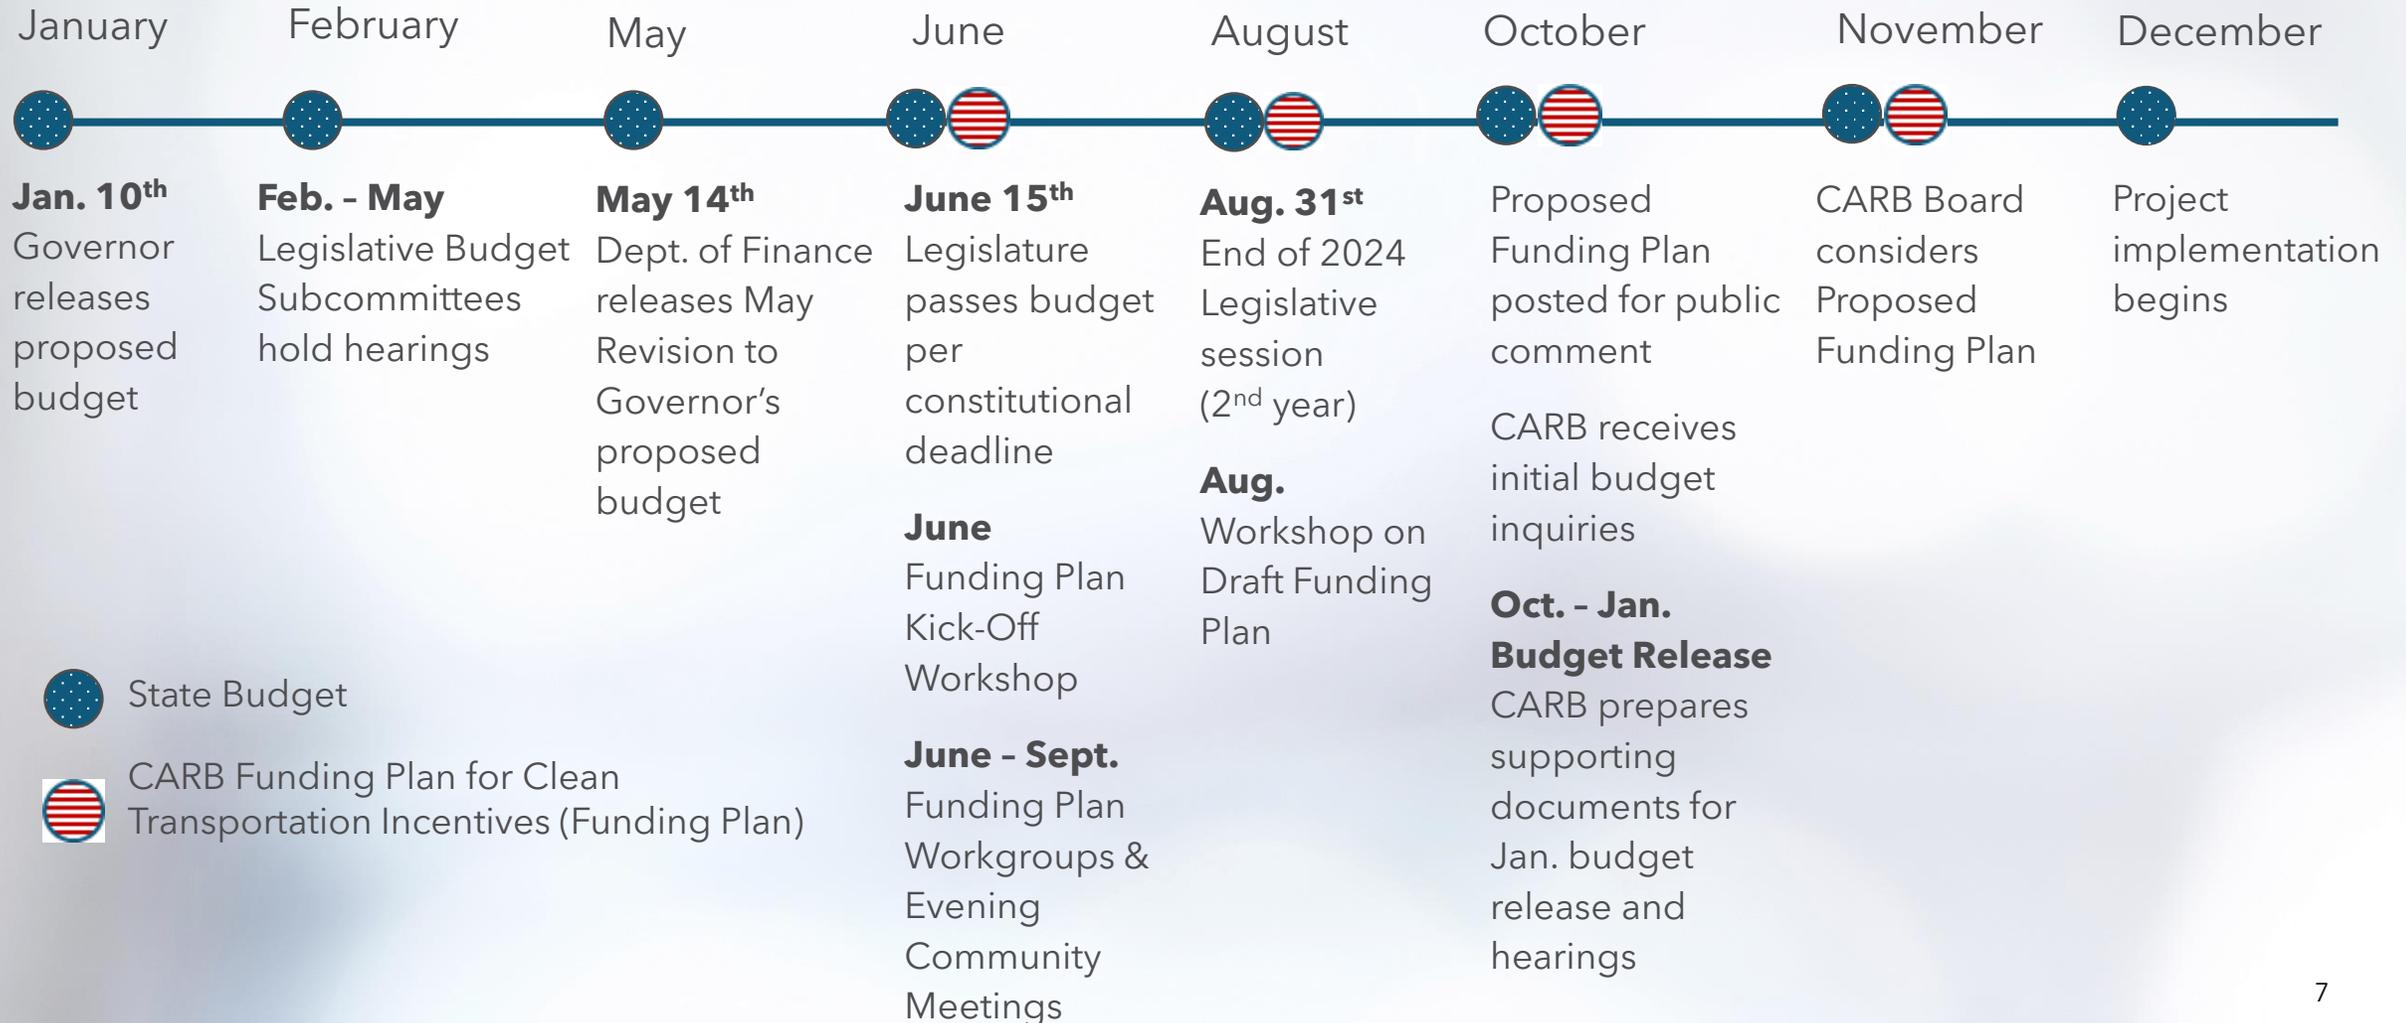 January
February
May
June
August
October
November
December
Jan. 10th
Governor
releases
proposed
budget
Feb. – May
Legislative Budget
Subcommittees
hold hearings
May 14th
Dept. of Finance
releases May
Revision to
Governor’s
proposed
budget
June 15th
Legislature
passes budget
per
constitutional
deadline
June
Funding Plan
Kick-Off
Workshop
June – Sept.
Funding Plan
Workgroups &
Evening
Community
Meetings
Aug. 31st
End of 2024
Legislative
session
(2nd year)
Aug.
Workshop on
Draft Funding
Plan
Proposed
Funding Plan
posted for public
comment
CARB receives
initial budget
inquiries
Oct. – Jan.
Budget Release
CARB prepares
supporting
documents for
Jan. budget
release and
hearings
CARB Board
considers
Proposed
Funding Plan
Project
implementation
begins
State Budget
CARB Funding Plan for Clean
Transportation Incentives (Funding Plan)
7